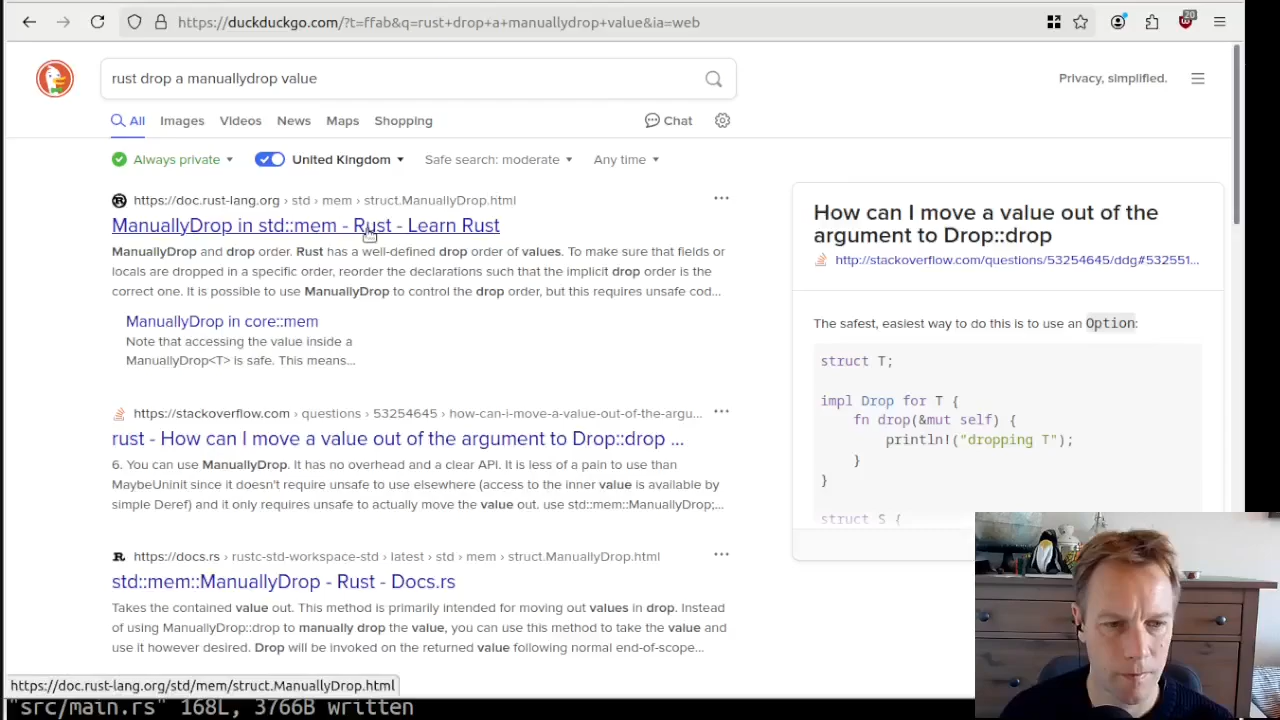 https://duckduckgo.com/?t=ffab&q=rust+drop+a+manuallydrop+value&ia=web
20
rust drop a manuallydrop value
Privacy, simplified.
All
Images
Videos
News
Maps
Shopping
Chat
Always private
United Kingdom
Safe search: moderate
Any time
https://doc.rust-lang.org › std › mem › struct.ManuallyDrop.html
ManuallyDrop in std::mem - Rust - Learn Rust
ManuallyDrop and drop order. Rust has a well-defined drop order of values. To make sure that fields or
locals are dropped in a specific order, reorder the declarations such that the implicit drop order is the
correct one. It is possible to use ManuallyDrop to control the drop order, but this requires unsafe cod...
ManuallyDrop in core::mem
Note that accessing the value inside a
ManuallyDrop<T> is safe. This means...
https://stackoverflow.com › questions › 53254645 › how-can-i-move-a-value-out-of-the-argu...
rust - How can I move a value out of the argument to Drop::drop ...
6. You can use ManuallyDrop. It has no overhead and a clear API. It is less of a pain to use than
MaybeUninit since it doesn't require unsafe to use elsewhere (access to the inner value is available by
simple Deref) and it only requires unsafe to actually move the value out. use std::mem::ManuallyDrop;...
https://docs.rs › rustc-std-workspace-std › latest › std › mem › struct.ManuallyDrop.html
std::mem::ManuallyDrop - Rust - Docs.rs
Takes the contained value out. This method is primarily intended for moving out values in drop. Instead
of using ManuallyDrop::drop to manually drop the value, you can use this method to take the value and
use it however desired. Drop will be invoked on the returned value following normal end-of-scope...
How can I move a value out of the
argument to Drop::drop
http://stackoverflow.com/questions/53254645/ddg#532551...
The safest, easiest way to do this is to use an Option:
struct T;
impl Drop for T {
fn drop(&mut self) {
println!("dropping T");
}
}
struct S {
https://doc.rust-lang.org/std/mem/struct.ManuallyDrop.html
"src/main.rs" 168L, 3766B written